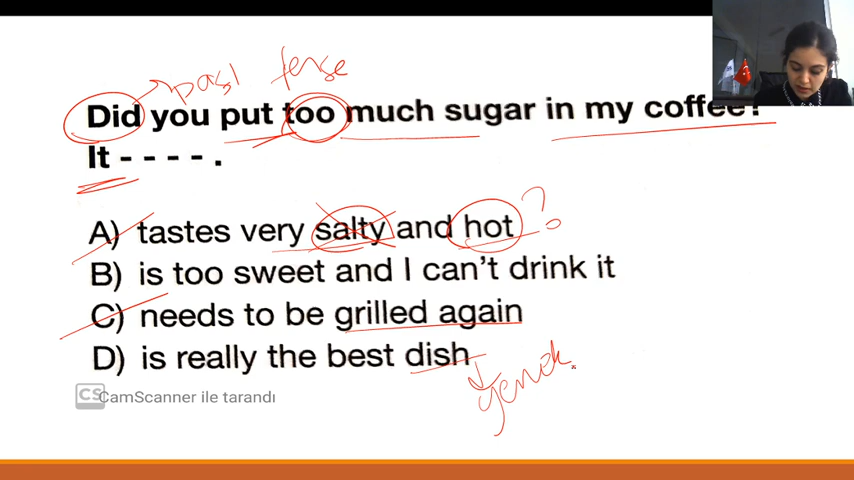 past tense
Did you put too much sugar in my coffee?
It - - - - .
A) tastes very salty and hot ?
B) is too sweet and I can't drink it
C) needs to be grilled again
D) is really the best dish
CS CamScanner ile tarandı